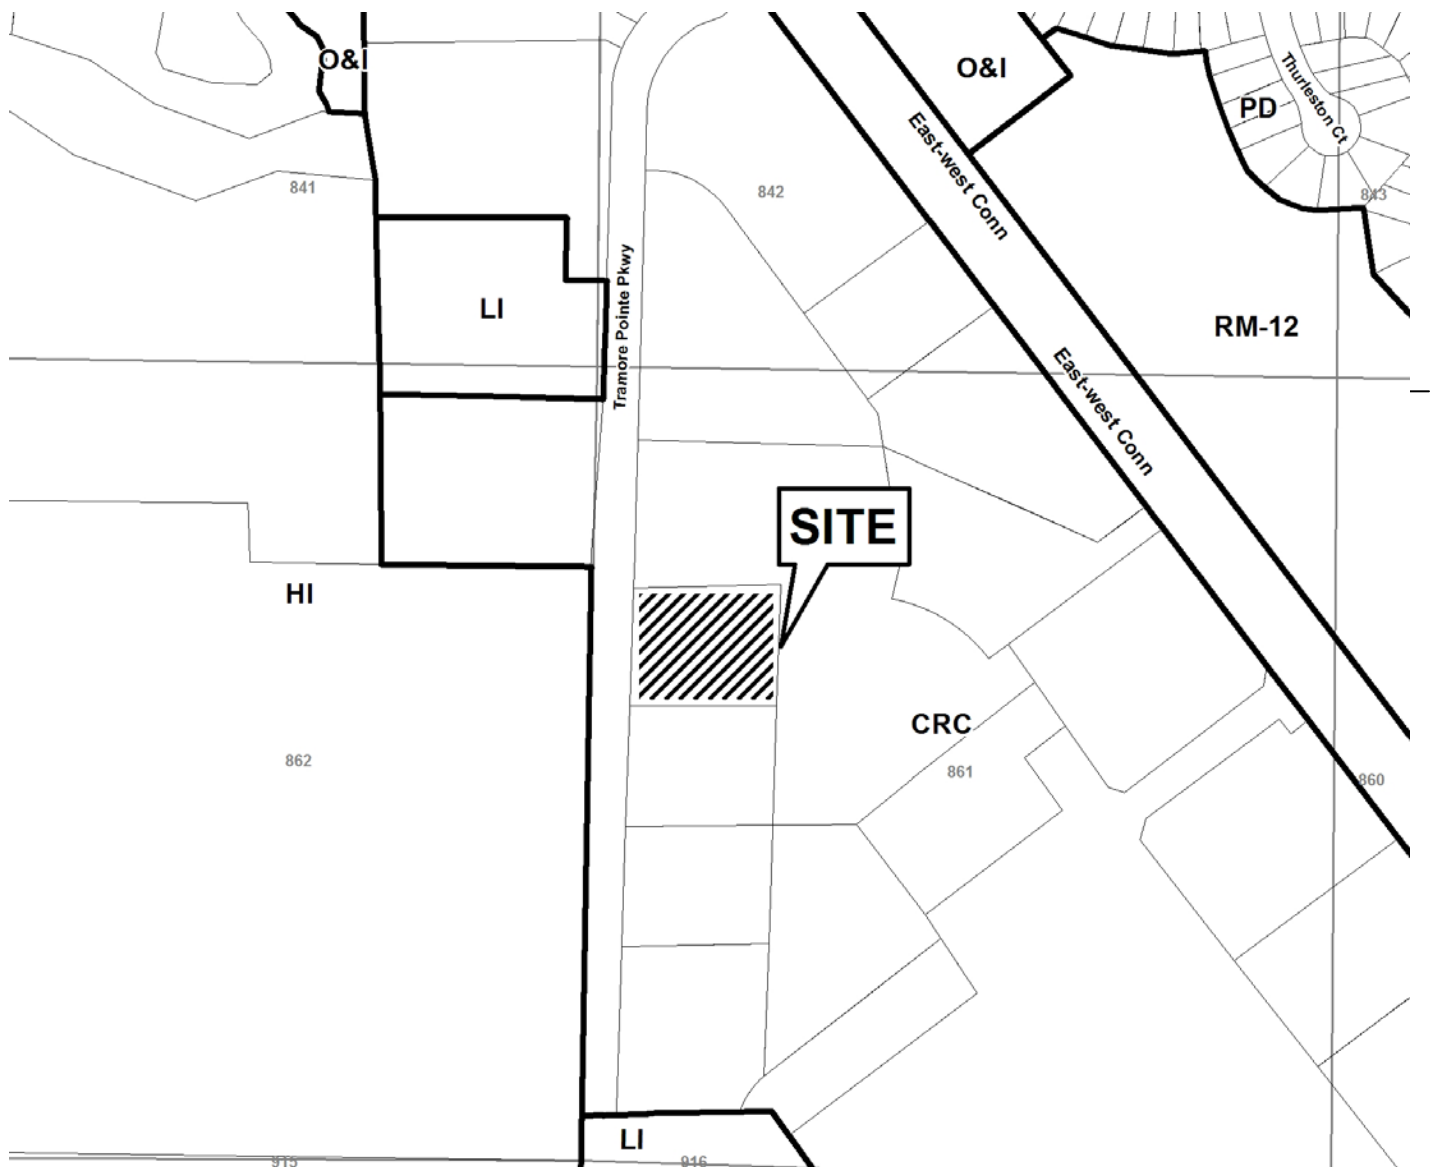 O&I
O&I
Thurleston Ct
PD
East-west Conn
841
842
843
Tramore Pointe Pkwy
LI
RM-12
East-west Conn
SITE
HI
CRC
862
861
860
LI
915
916